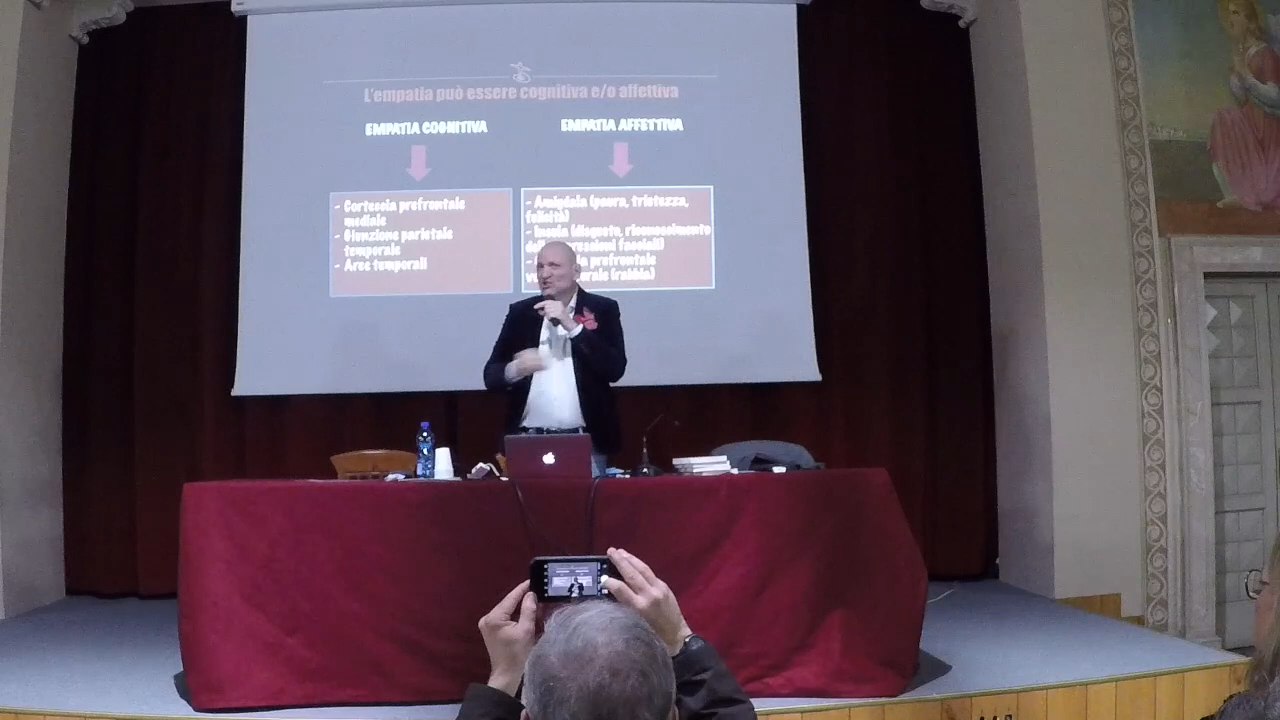 L'empatia può essere cognitiva e/o affettiva
EMPATIA COGNITIVA
EMPATIA AFFETTIVA
- Corteccia prefrontale
mediale
- Giunzione parietale
temporale
- Aree temporali
- Amigdala (paura, tristezza,
felicità)
- Insula (disgusto, riconoscimento
espressioni facciali)
prefrontale
(rabbia)